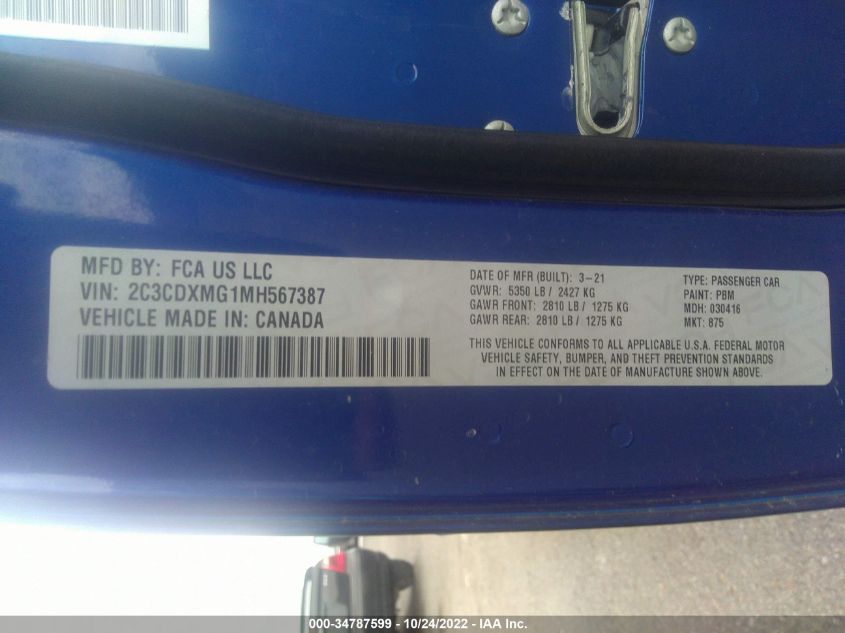 MFD BY: FCA US LLC
VIN: 2C3CDXMG1MH567387
VEHICLE MADE IN: CANADA
DATE OF MFR (BUILT): 3-21
GVWR: 5350 LB / 2427 KG
GAWR FRONT: 2810 LB / 1275 KG
GAWR REAR: 2810 LB / 1275 KG
TYPE: PASSENGER CAR
PAINT: PBM
MDH: 030416
MKT: 875
THIS VEHICLE CONFORMS TO ALL APPLICABLE U.S.A. FEDERAL MOTOR
VEHICLE SAFETY, BUMPER, AND THEFT PREVENTION STANDARDS
IN EFFECT ON THE DATE OF MANUFACTURE SHOWN ABOVE.
000-34787599 - 10/24/2022 - IAA Inc.